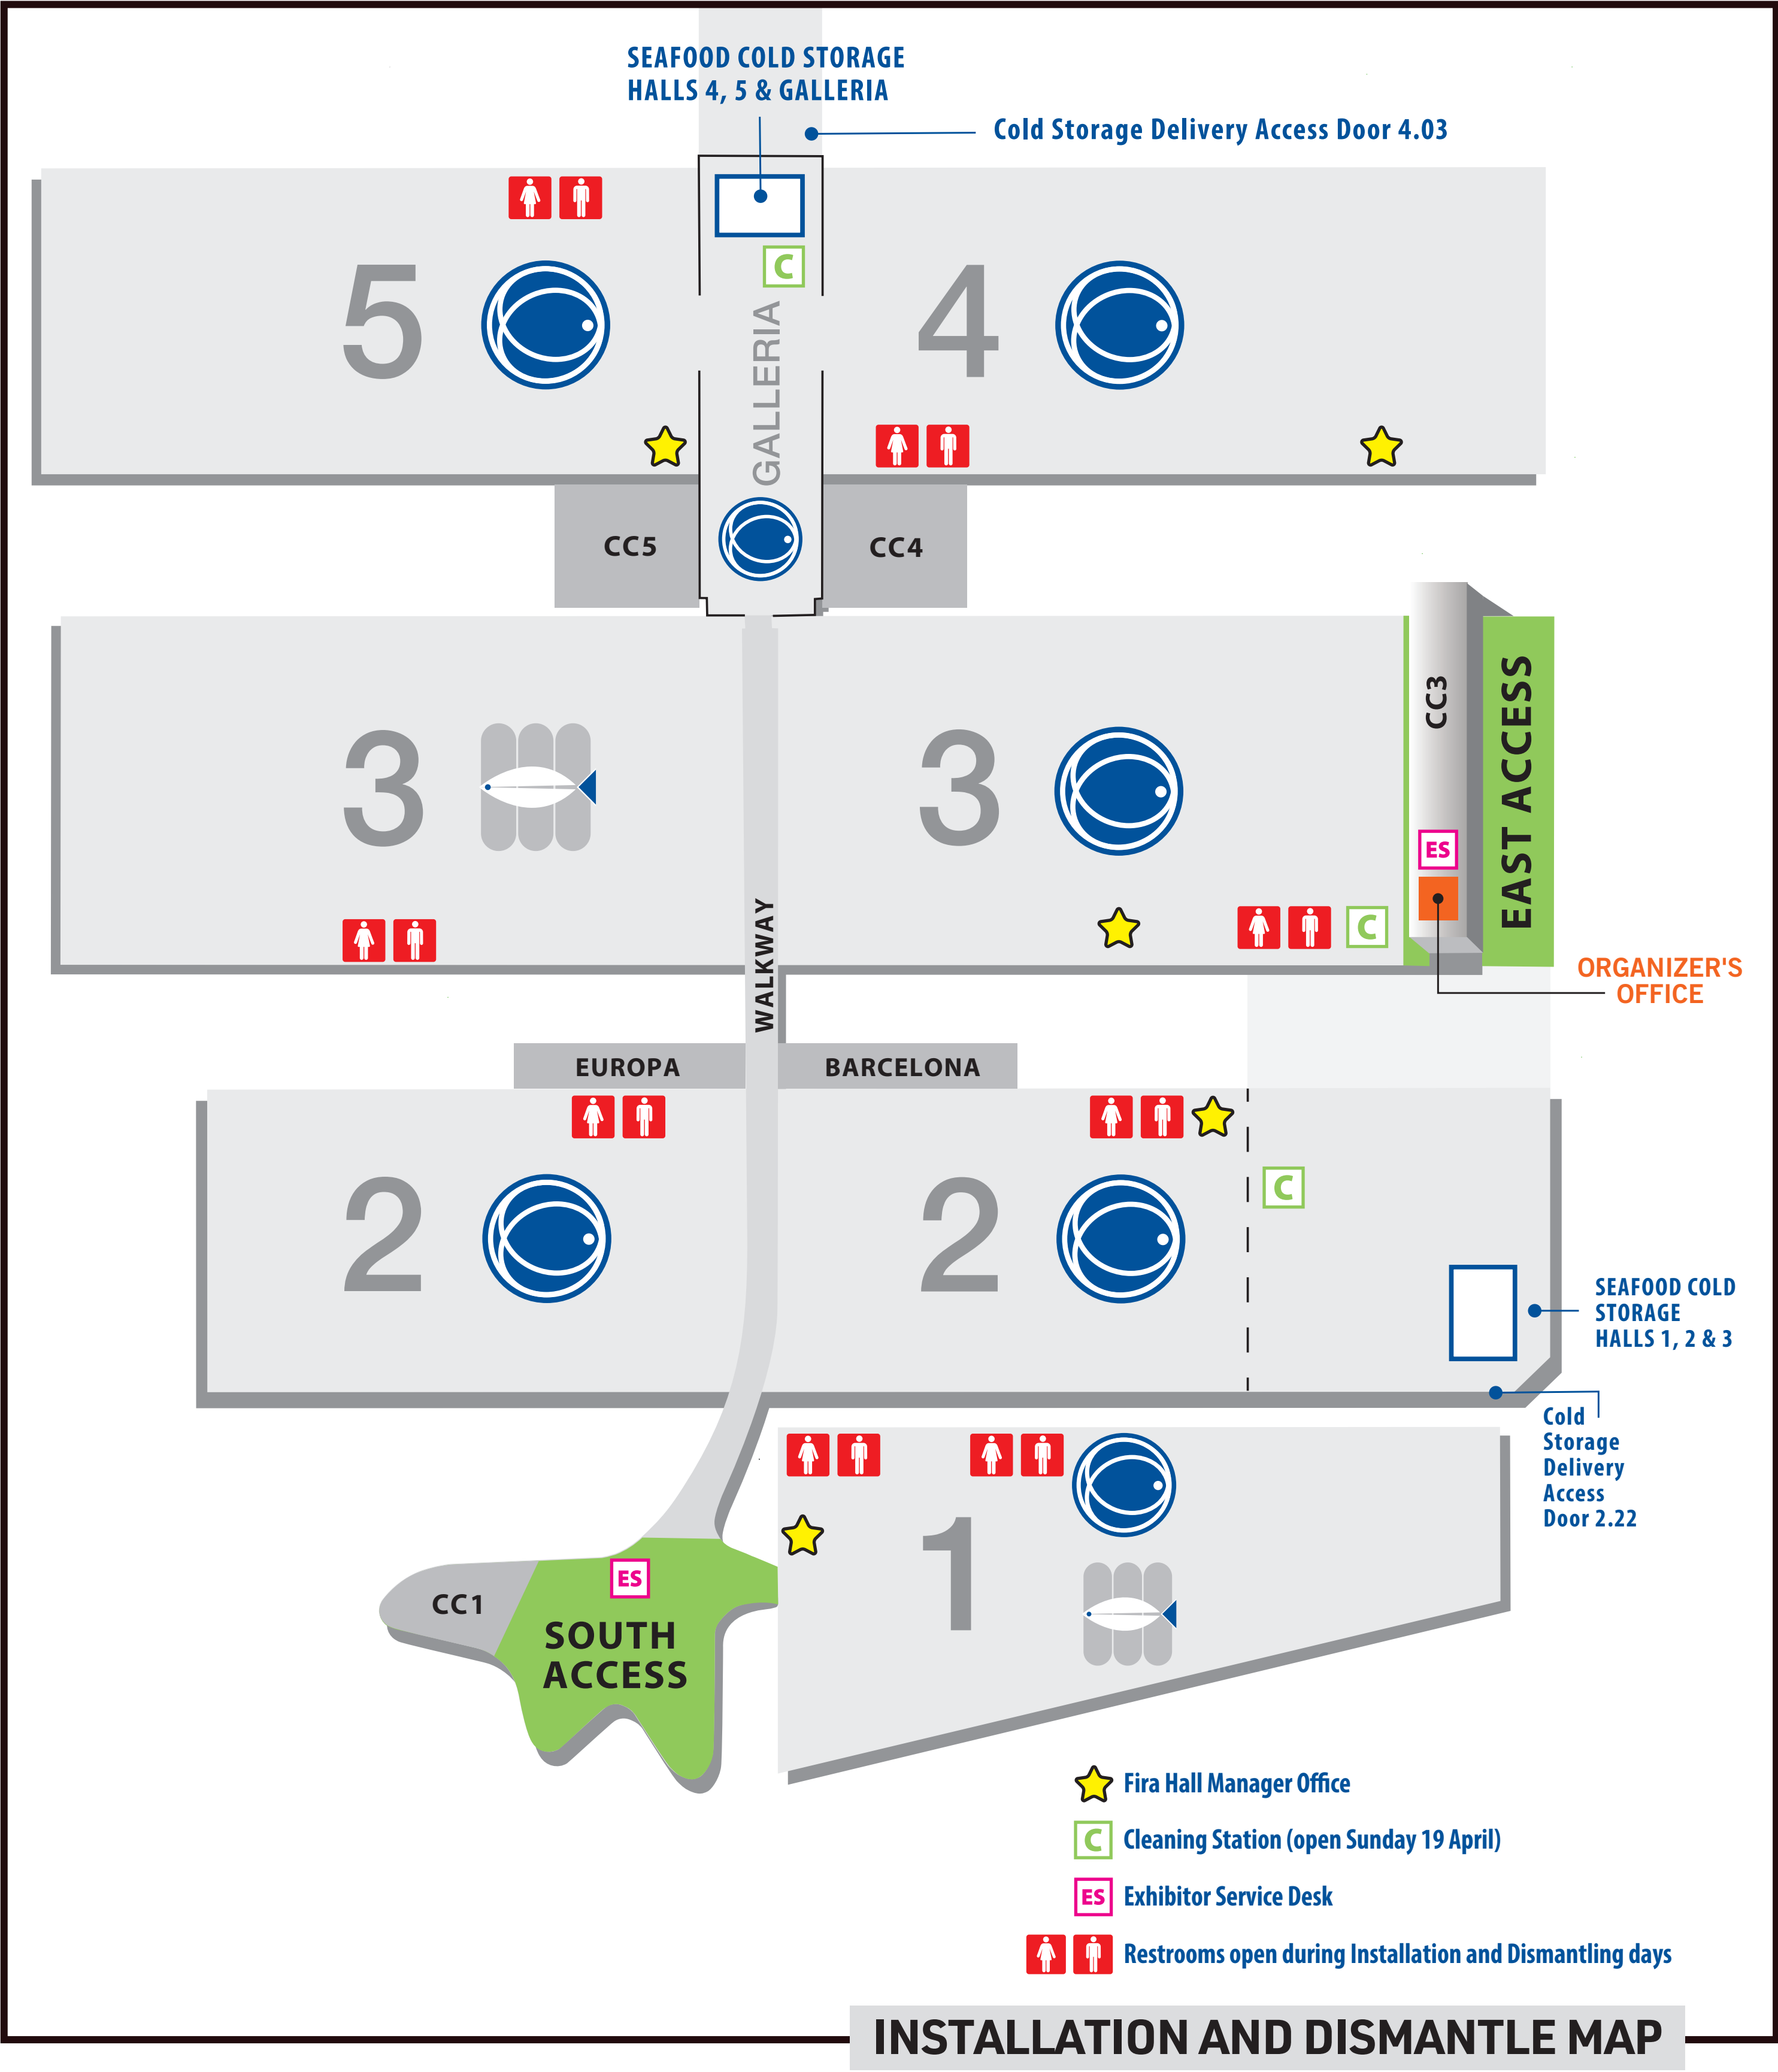 SEAFOOD COLD STORAGE
HALLS 4, 5 & GALLERIA
Cold Storage Delivery Access Door 4.03
C
5
4
GALLERIA
CC5
CC4
3
3
CC3
EAST ACCESS
ES
C
WALKWAY
ORGANIZER'S
OFFICE
EUROPA
BARCELONA
2
2
C
SEAFOOD COLD
STORAGE
HALLS 1, 2 & 3
Cold
Storage
Delivery
Access
Door 2.22
1
ES
CC1
SOUTH
ACCESS
Fira Hall Manager Office
C Cleaning Station (open Sunday 19 April)
ES Exhibitor Service Desk
Restrooms open during Installation and Dismantling days
INSTALLATION AND DISMANTLE MAP